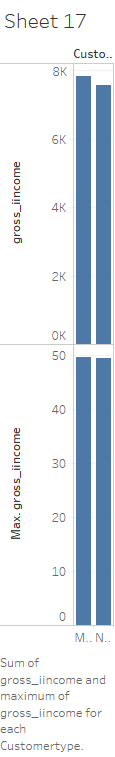 Sheet 17
Custo..
8K
6K
4K
2K
0K
gross_iincome
50
40
30
20
10
0
Max. gross_iincome
M.. N..
Sum of
gross_iincome and
maximum of
gross_iincome for
each
Customertype.